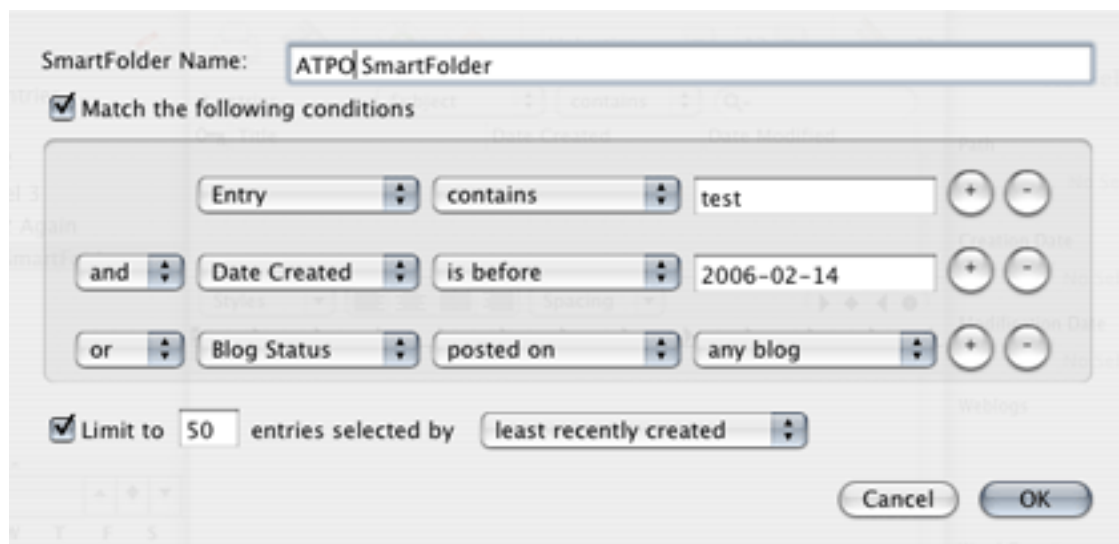 SmartFolder Name: ATPO SmartFolder
Match the following conditions
Entry contains test + -
and Date Created is before 2006-02-14 + -
or Blog Status posted on any blog + -
Limit to 50 entries selected by least recently created
Cancel OK